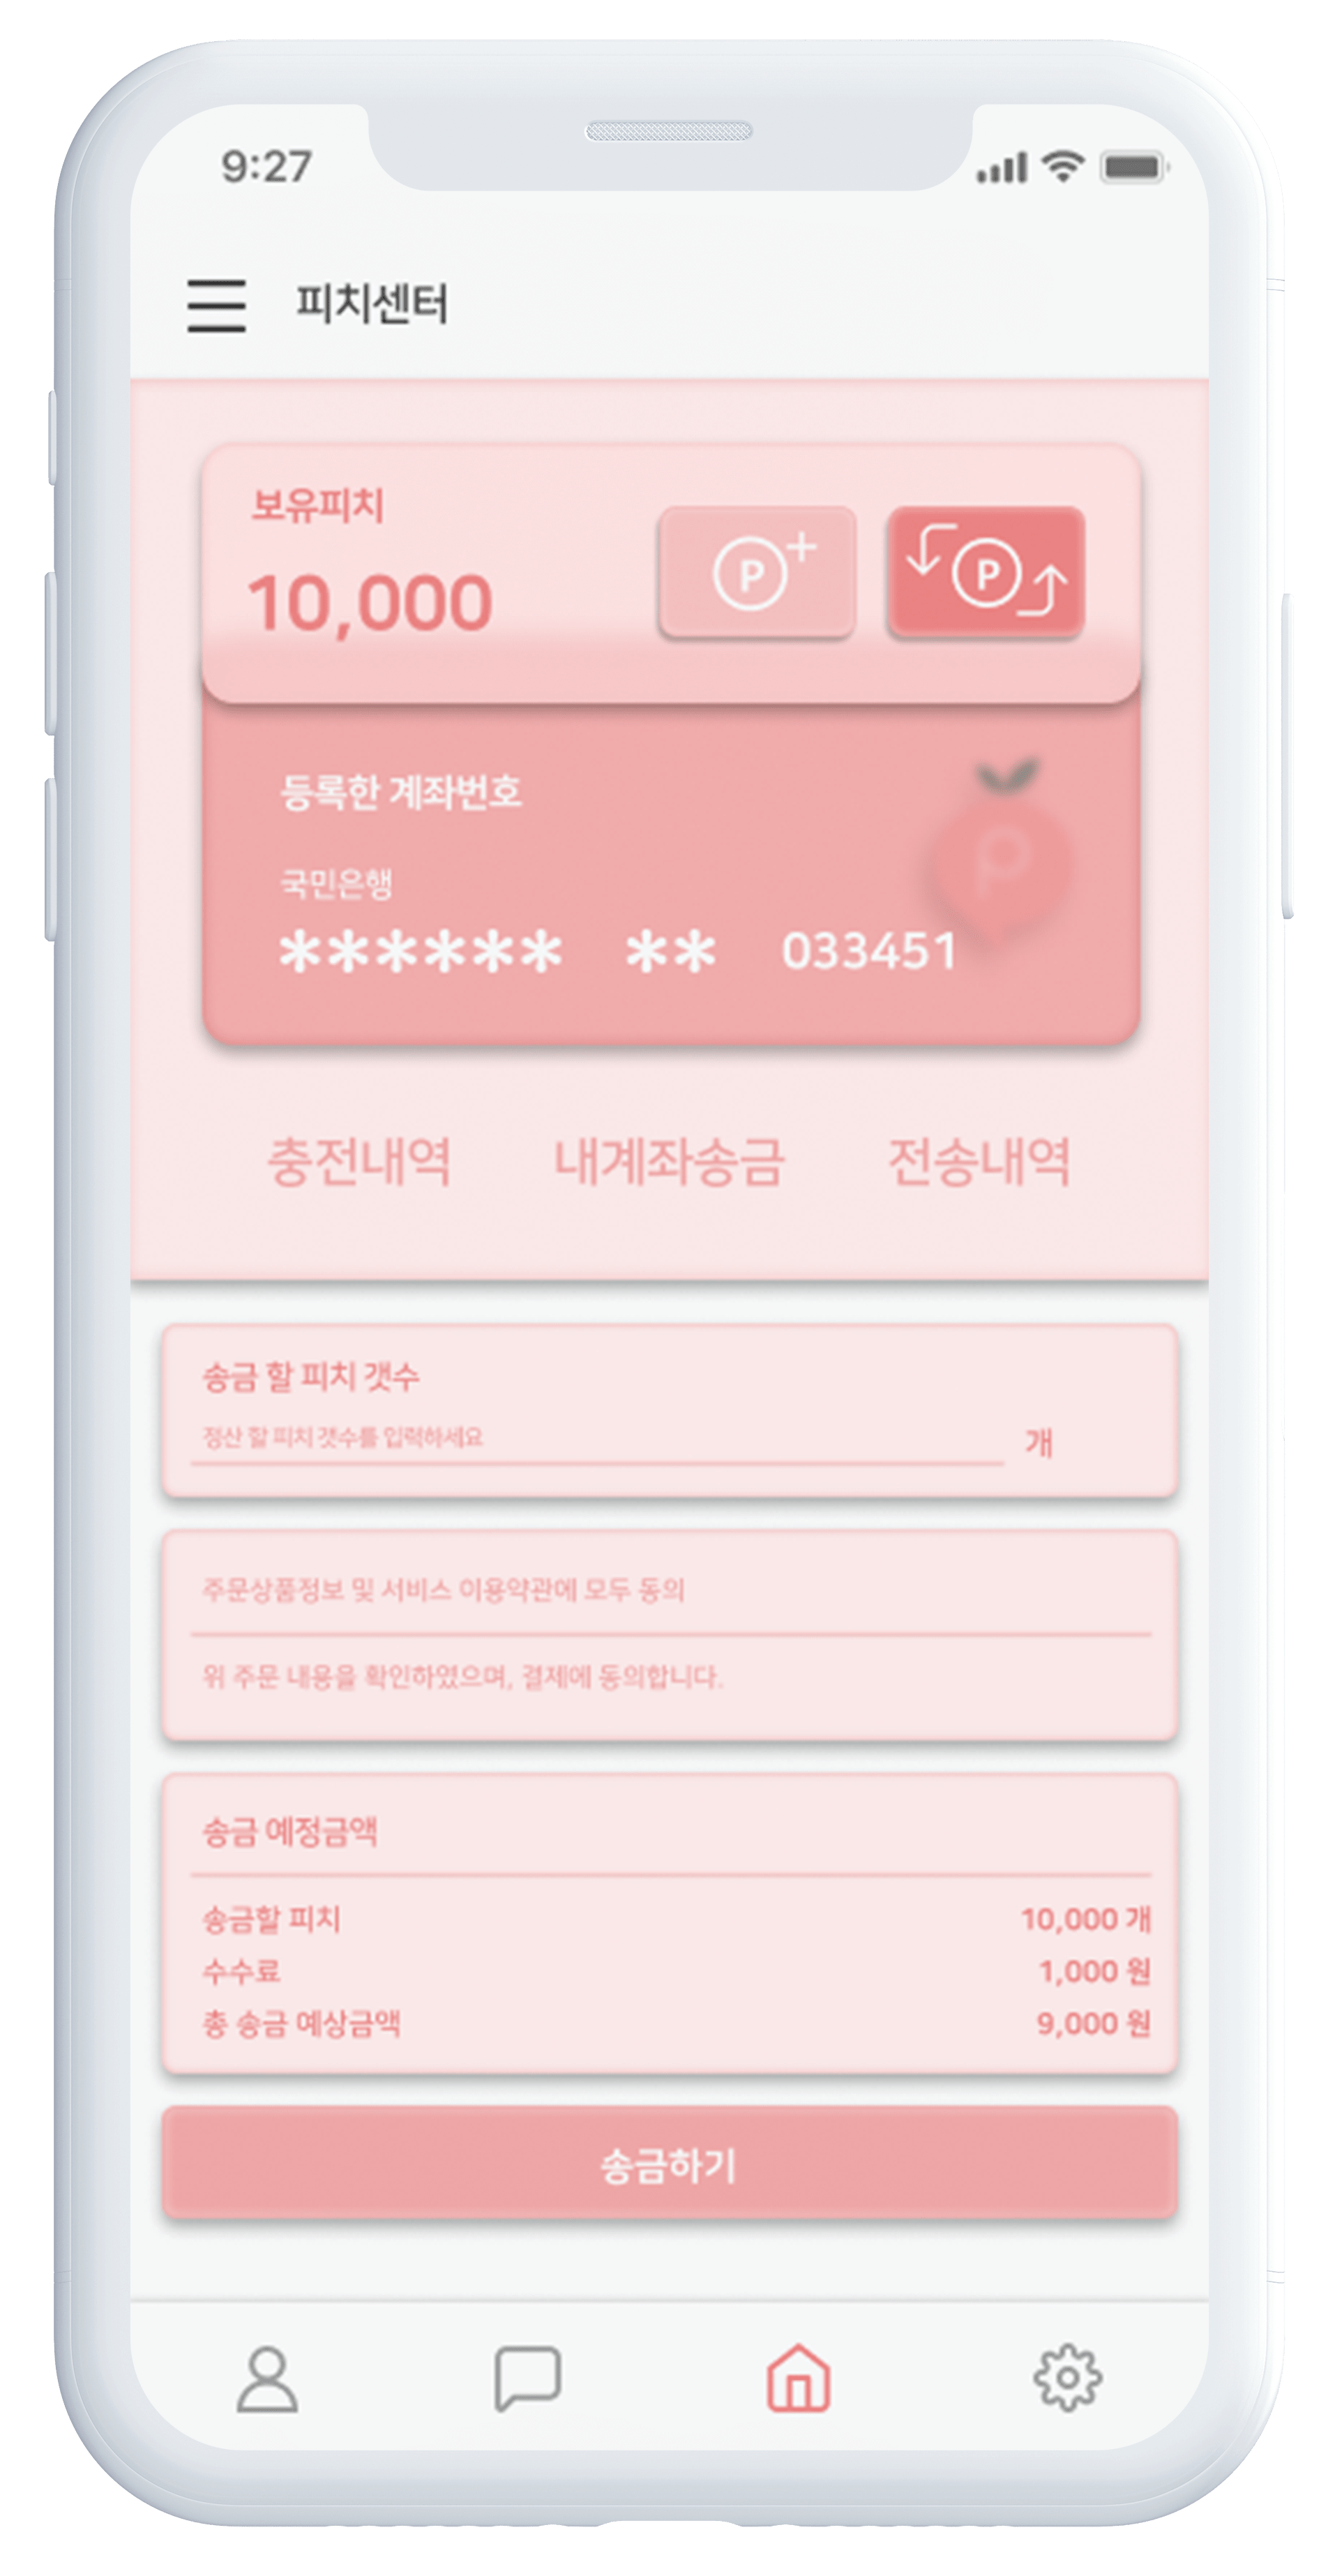 9:27
피치센터
보유피치
10,000
P+
P
등록한 계좌번호
P
국민은행
****** ** 033451
충전내역 내계좌송금 전송내역
송금 할 피치 갯수
정산 할 피치 갯수를 입력하세요 개
주문상품정보 및 서비스 이용약관에 모두 동의
위 주문 내용을 확인하였으며, 결제에 동의합니다.
송금 예정금액
송금할 피치 10,000 개
수수료 1,000 원
총 송금 예상금액 9,000 원
송금하기